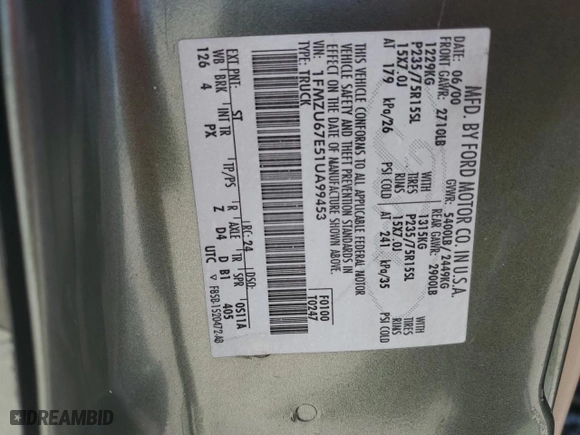 MFD. BY FORD MOTOR CO. IN U.S.A.
DATE: 06/00 GVWR: 5400LB/ 2449KG
FRONT GAWR: 2710LB REAR GAWR: 2900LB
1229KG WITH 1315KG WITH
P235/75R15SL TIRES P235/75R15SL TIRES
15X7.0J RIMS 15X7.0J RIMS
AT 179 kPa/26 PSI COLD AT 241 kPa/35 PSI COLD
THIS VEHICLE CONFORMS TO ALL APPLICABLE FEDERAL MOTOR
VEHICLE SAFETY AND THEFT PREVENTION STANDARDS IN
EFFECT ON THE DATE OF MANUFACTURE SHOWN ABOVE.
VIN: 1FMZU67E51UA99453
TYPE: TRUCK
F0100
T0247
EXT PNT: ST RC: 24 DSO: 0511A
WB BRK INT TR TP/PS R AXLE TR SPR
126 4 PX Z D4 D B1 405
UTC ▽ F85B-1520472-AB
DREAMBID